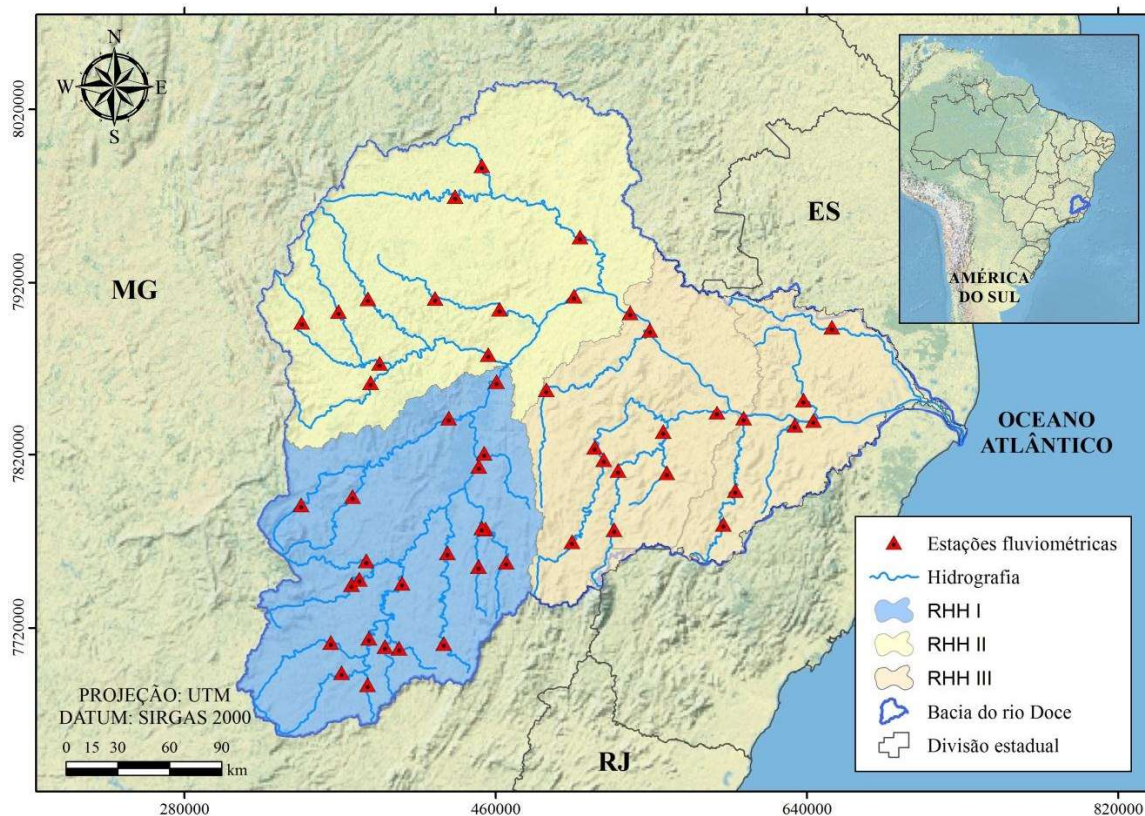 N
W
E
S
8020000
7920000
7820000
7720000
MG
ES
RJ
AMÉRICA
DO SUL
OCEANO
ATLÂNTICO
PROJEÇÃO: UTM
DATUM: SIRGAS 2000
0 15 30 60 90
km
Estações fluviométricas
Hidrografia
RHH I
RHH II
RHH III
Bacia do rio Doce
Divisão estadual
280000
460000
640000
820000